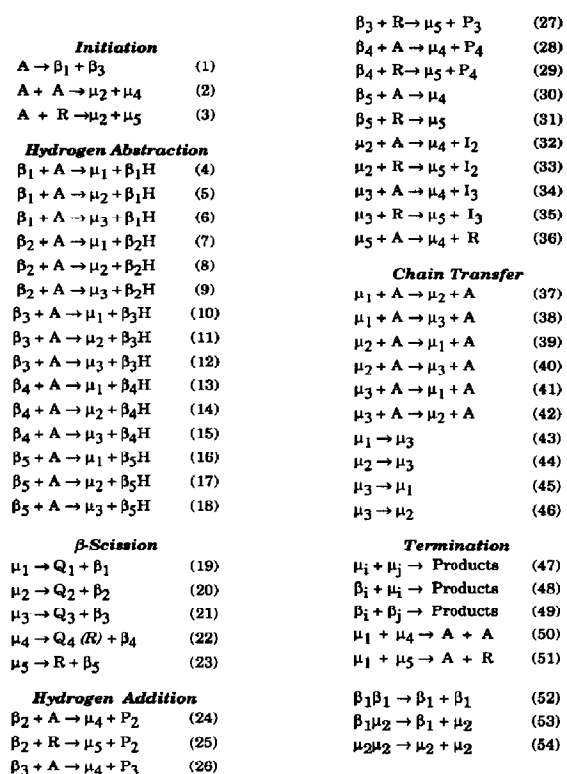 Initiation
A → β1 + β3 (1)
A + A → μ2 + μ4 (2)
A + R → μ2 + μ5 (3)
Hydrogen Abstraction
β1 + A → μ1 + β1H (4)
β1 + A → μ2 + β1H (5)
β1 + A → μ3 + β1H (6)
β2 + A → μ1 + β2H (7)
β2 + A → μ2 + β2H (8)
β2 + A → μ3 + β2H (9)
β3 + A → μ1 + β3H (10)
β3 + A → μ2 + β3H (11)
β3 + A → μ3 + β3H (12)
β4 + A → μ1 + β4H (13)
β4 + A → μ2 + β4H (14)
β4 + A → μ3 + β4H (15)
β5 + A → μ1 + β5H (16)
β5 + A → μ2 + β5H (17)
β5 + A → μ3 + β5H (18)
β-Scission
μ1 → Q1 + β1 (19)
μ2 → Q2 + β2 (20)
μ3 → Q3 + β3 (21)
μ4 → Q4 (R) + β4 (22)
μ5 → R + β5 (23)
Hydrogen Addition
β2 + A → μ4 + P2 (24)
β2 + R → μ5 + P2 (25)
β3 + A → μ4 + P3 (26)
β3 + R → μ5 + P3 (27)
β4 + A → μ4 + P4 (28)
β4 + R → μ5 + P4 (29)
β5 + A → μ4 (30)
β5 + R → μ5 (31)
μ2 + A → μ4 + I2 (32)
μ2 + R → μ5 + I2 (33)
μ3 + A → μ4 + I3 (34)
μ3 + R → μ5 + I3 (35)
μ5 + A → μ4 + R (36)
Chain Transfer
μ1 + A → μ2 + A (37)
μ1 + A → μ3 + A (38)
μ2 + A → μ1 + A (39)
μ2 + A → μ3 + A (40)
μ3 + A → μ1 + A (41)
μ3 + A → μ2 + A (42)
μ1 → μ3 (43)
μ2 → μ3 (44)
μ3 → μ1 (45)
μ3 → μ2 (46)
Termination
μi + μj → Products (47)
βi + μi → Products (48)
βi + βj → Products (49)
μ1 + μ4 → A + A (50)
μ1 + μ5 → A + R (51)
β1β1 → β1 + β1 (52)
β1μ2 → β1 + μ2 (53)
μ2μ2 → μ2 + μ2 (54)